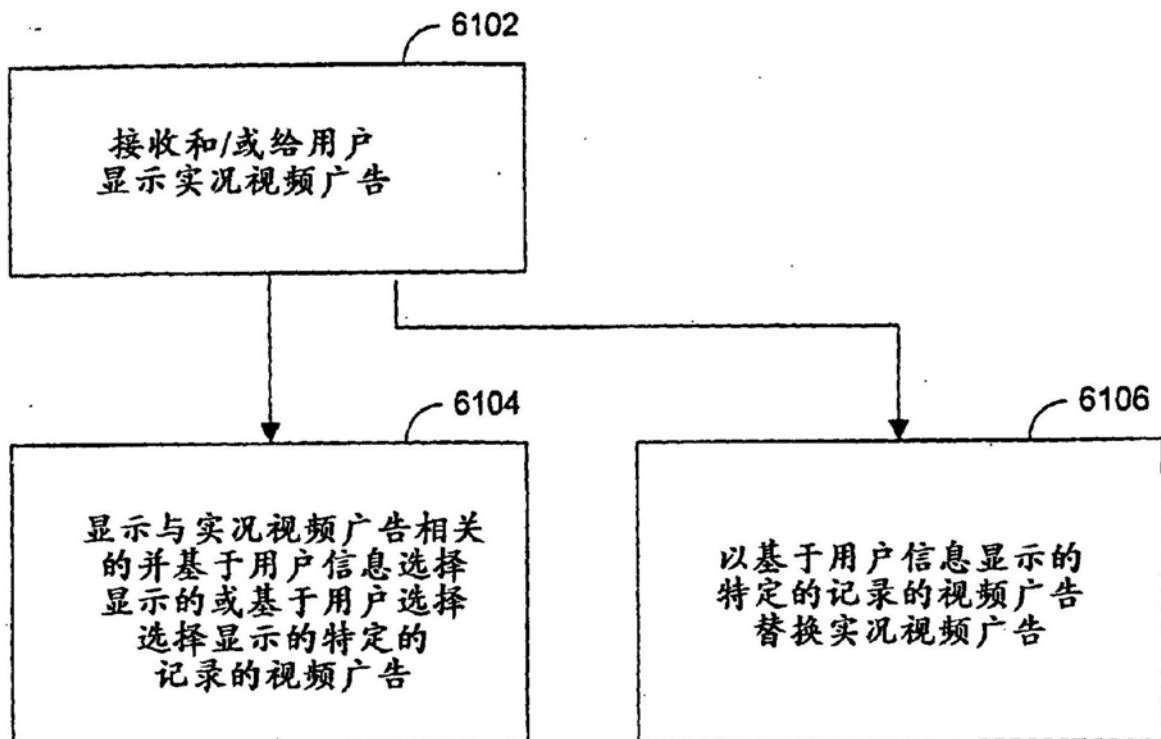 6102
接收和/或给用户
显示实况视频广告
6104
显示与实况视频广告相关
的并基于用户信息选择
显示的或基于用户选择
选择显示的特定的
记录的视频广告
6106
以基于用户信息显示的
特定的记录的视频广告
替换实况视频广告